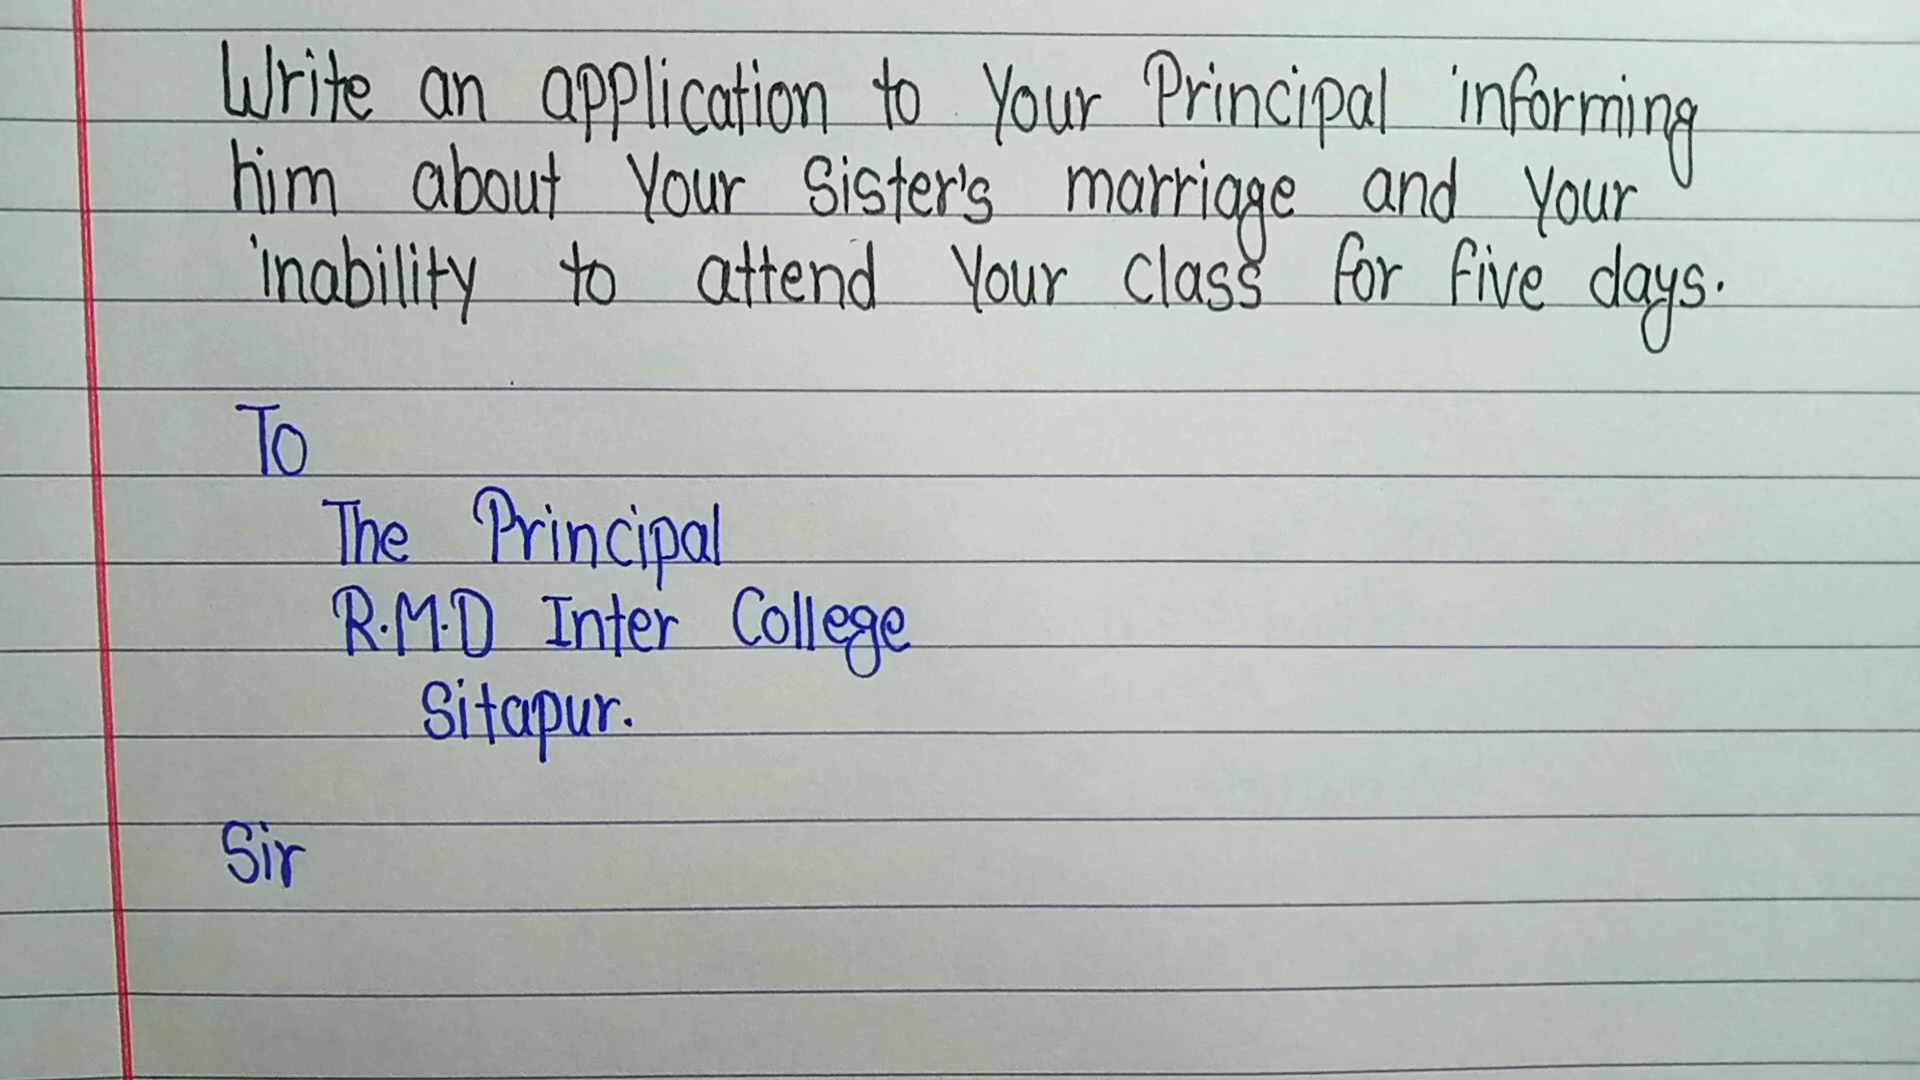 Write an application to your Principal informing
him about your Sister's marriage and your
inability to attend your class for five days.
To
The Principal
R.M.D Inter College
Sitapur.
Sir